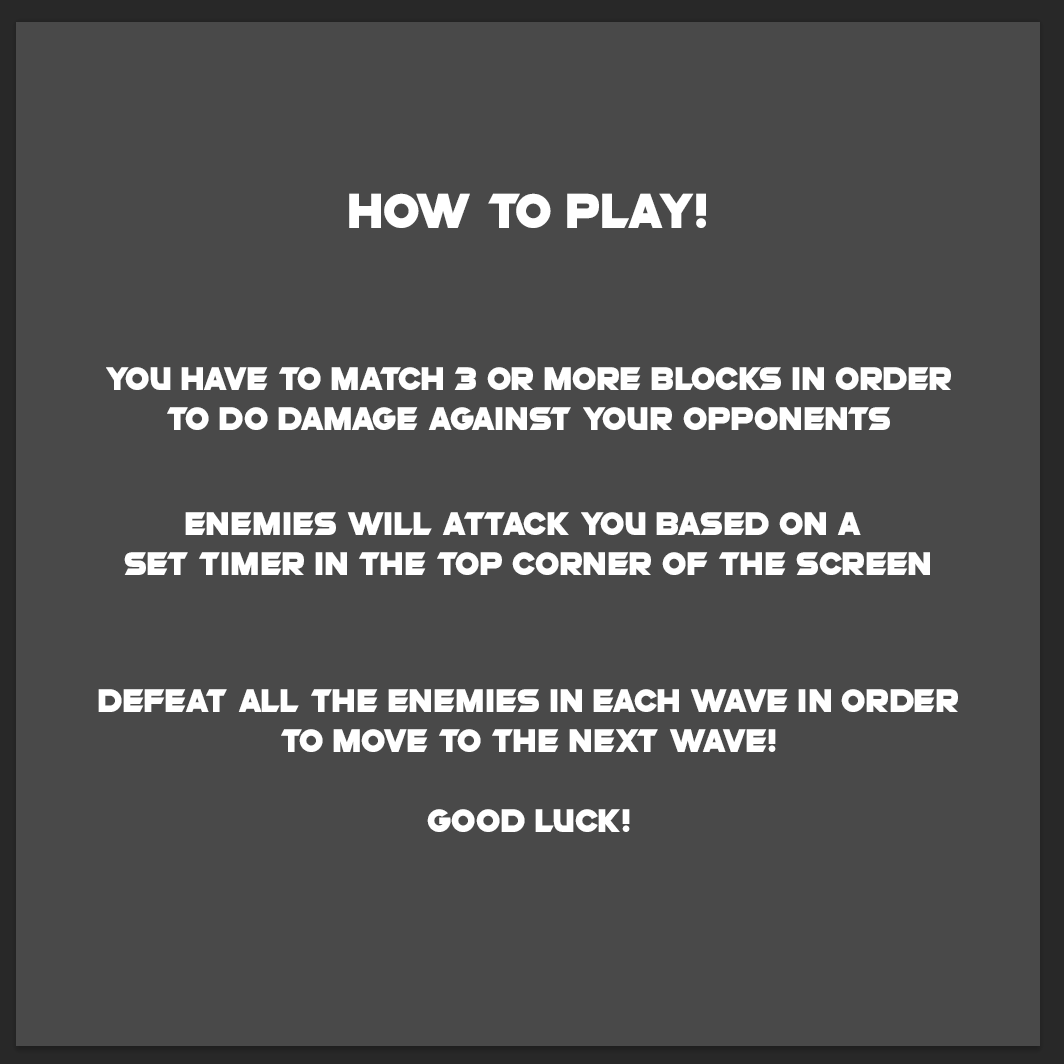 HOW TO PLAY!
YOU HAVE TO MATCH 3 OR MORE BLOCKS IN ORDER
TO DO DAMAGE AGAINST YOUR OPPONENTS
ENEMIES WILL ATTACK YOU BASED ON A
SET TIMER IN THE TOP CORNER OF THE SCREEN
DEFEAT ALL THE ENEMIES IN EACH WAVE IN ORDER
TO MOVE TO THE NEXT WAVE!
GOOD LUCK!